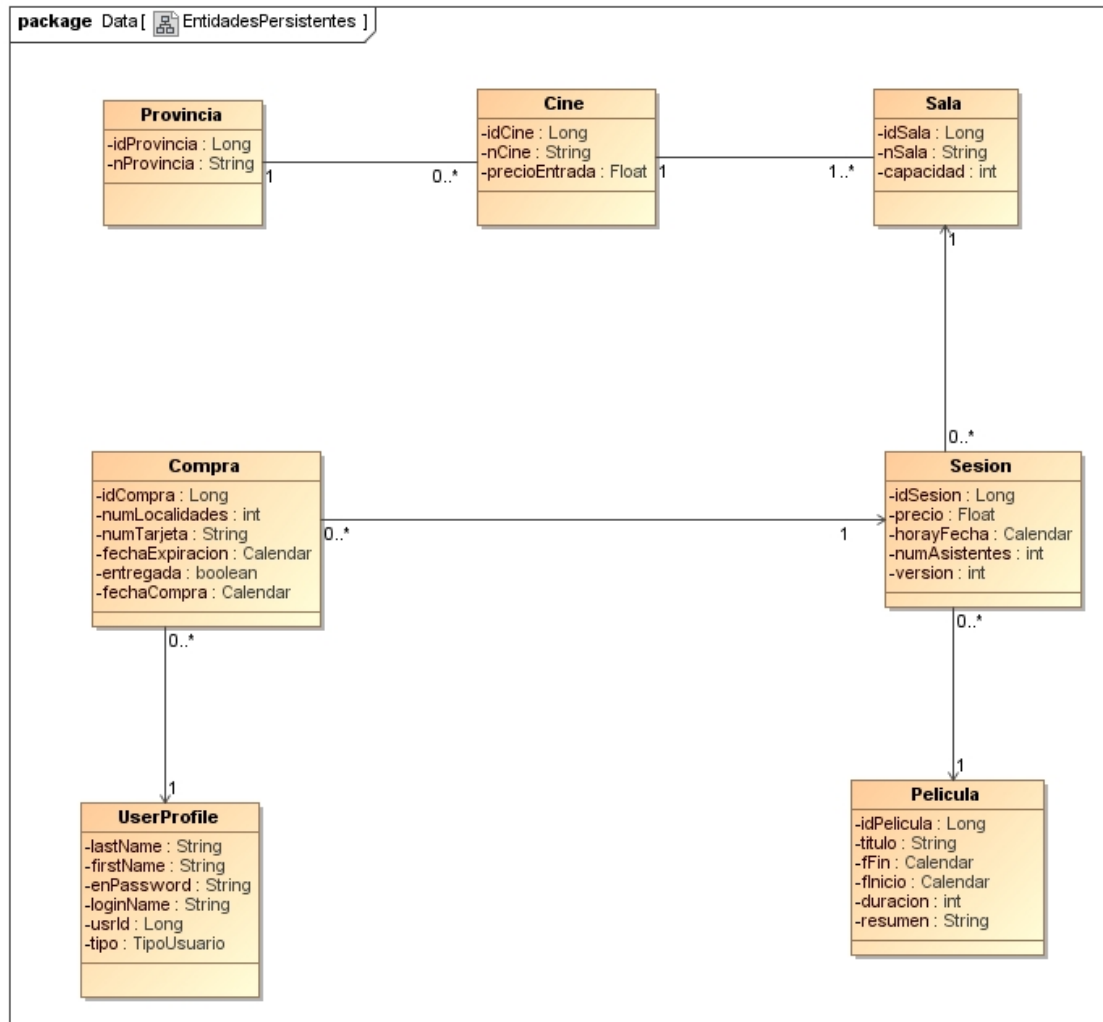 package Data[ EntidadesPersistentes ]
Provincia
-idProvincia : Long
-nProvincia : String
1
0..*
Cine
-idCine : Long
-nCine : String
-precioEntrada : Float
1
1..*
Sala
-idSala : Long
-nSala : String
-capacidad : int
1
0..*
Compra
-idCompra : Long
-numLocalidades : int
-numTarjeta : String
-fechaExpiracion : Calendar
-entregada : boolean
-fechaCompra : Calendar
0..*
1
Sesion
-idSesion : Long
-precio : Float
-horayFecha : Calendar
-numAsistentes : int
-version : int
0..*
0..*
1
1
UserProfile
-lastName : String
-firstName : String
-enPassword : String
-loginName : String
-usrId : Long
-tipo : TipoUsuario
Pelicula
-idPelicula : Long
-titulo : String
-fFin : Calendar
-fInicio : Calendar
-duracion : int
-resumen : String